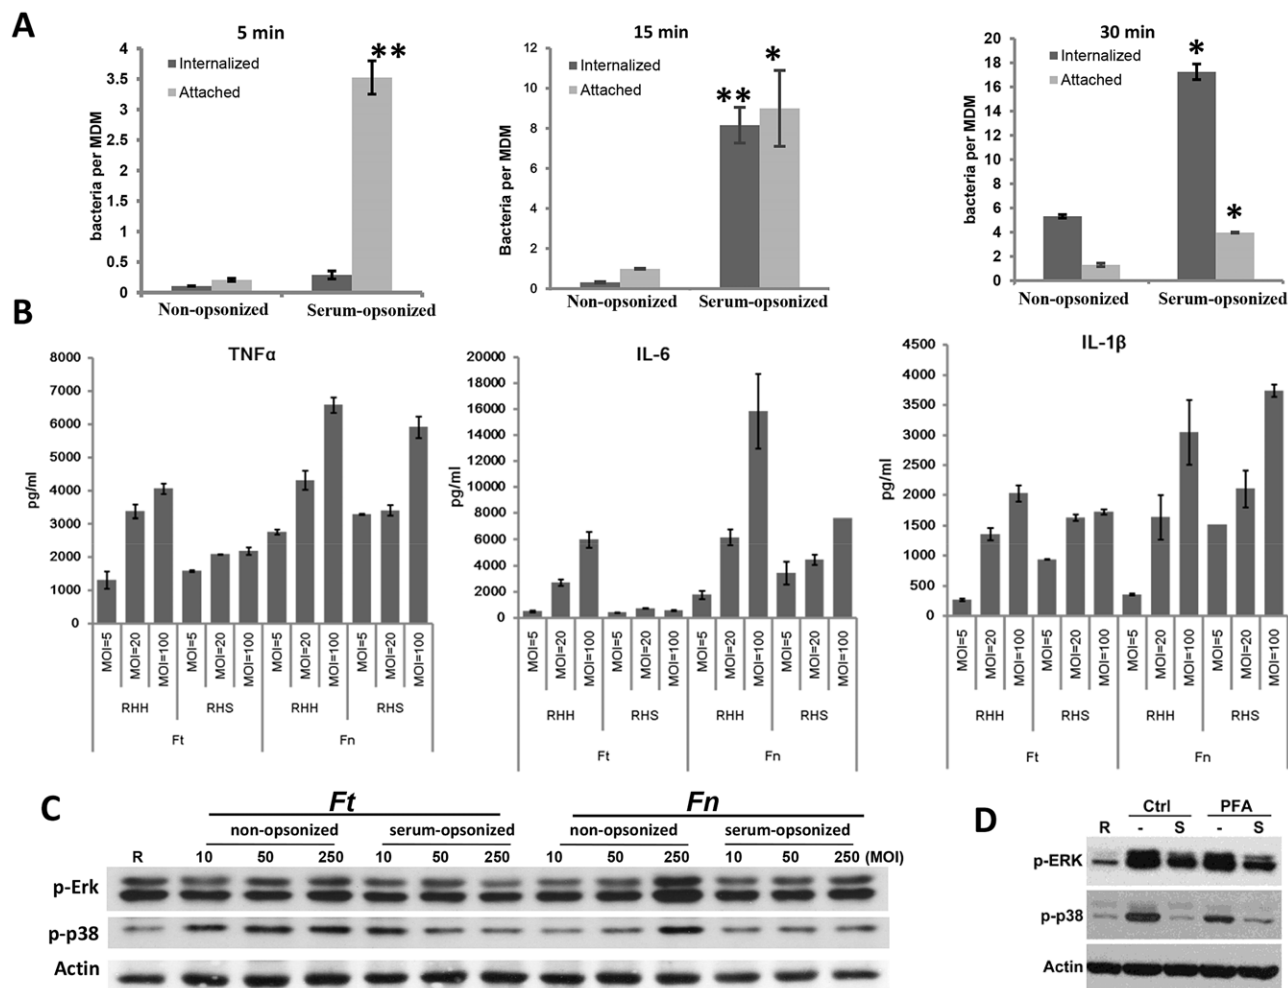 A
5 min
15 min
30 min
4
3.5
3
2.5
2
1.5
1
0.5
0
bacteria per MDM
Internalized
Attached
**
Non-opsonized
Serum-opsonized
12
10
8
6
4
2
0
Bacteria per MDM
Internalized
Attached
**
*
Non-opsonized
Serum-opsonized
20
18
16
14
12
10
8
6
4
2
0
bacteria per MDM
Internalized
Attached
*
*
Non-opsonized
Serum-opsonized
B
TNFα
8000
7000
6000
5000
4000
3000
2000
1000
0
pg/ml
MOI=5 MOI=20 MOI=100 MOI=5 MOI=20 MOI=100 MOI=5 MOI=20 MOI=100 MOI=5 MOI=20 MOI=100
RHH RHS RHH RHS
Ft Fn
IL-6
20000
18000
16000
14000
12000
10000
8000
6000
4000
2000
0
pg/ml
MOI=5 MOI=20 MOI=100 MOI=5 MOI=20 MOI=100 MOI=5 MOI=20 MOI=100 MOI=5 MOI=20 MOI=100
RHH RHS RHH RHS
Ft Fn
IL-1β
4500
4000
3500
3000
2500
2000
1500
1000
500
0
pg/ml
MOI=5 MOI=20 MOI=100 MOI=5 MOI=20 MOI=100 MOI=5 MOI=20 MOI=100 MOI=5 MOI=20 MOI=100
RHH RHS RHH RHS
Ft Fn
C
Ft Fn
non-opsonized serum-opsonized non-opsonized serum-opsonized
R 10 50 250 10 50 250 10 50 250 10 50 250 (MOI)
p-Erk
p-p38
Actin
D
Ctrl PFA
R - S - S
p-ERK
p-p38
Actin